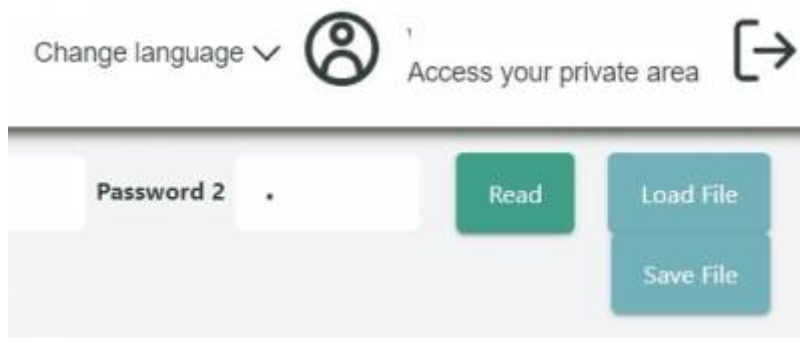 Change language
Access your private area
Password 2
Read
Load File
Save File